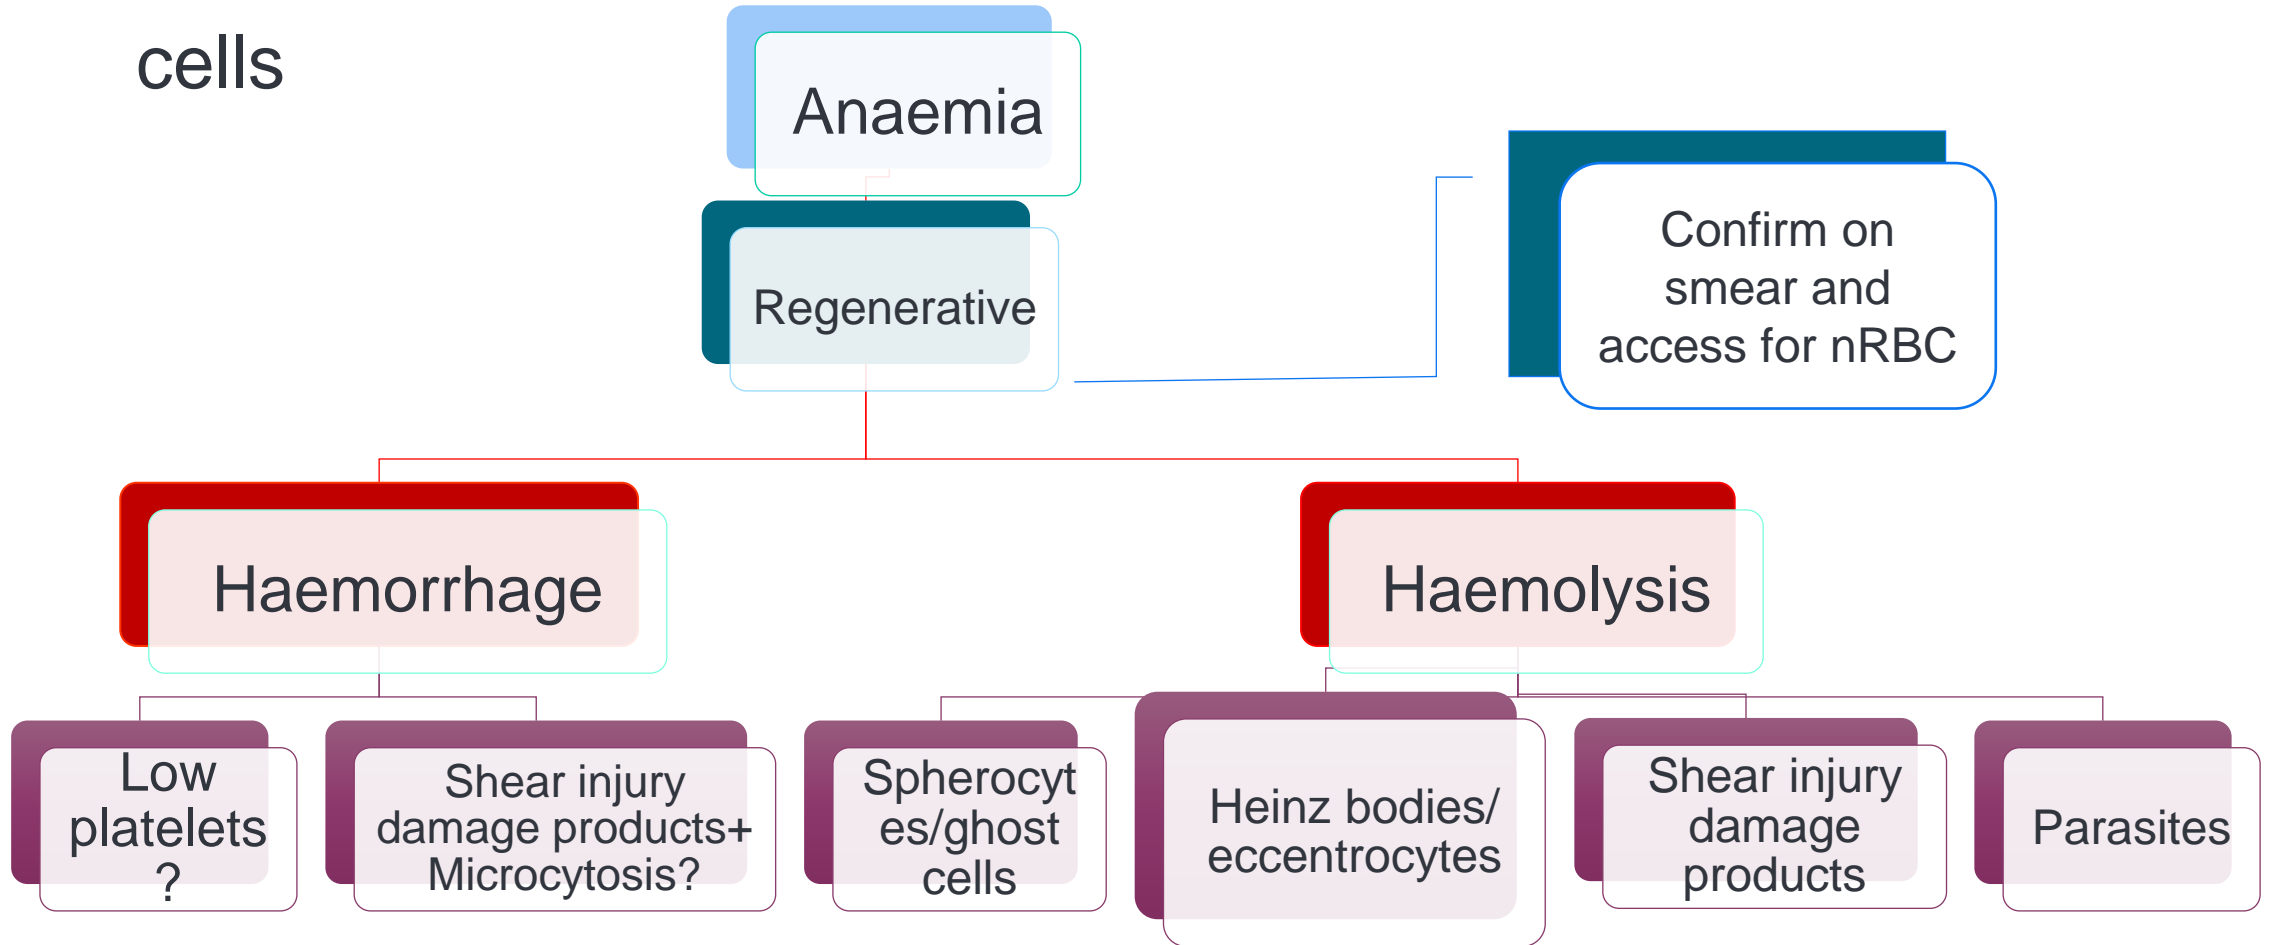 cells
Anaemia
Regenerative
Confirm on
smear and
access for nRBC
Haemorrhage
Haemolysis
Low
platelets
?
Shear injury
damage products+
Microcytosis?
Spherocyt
es/ghost
cells
Heinz bodies/
eccentrocytes
Shear injury
damage
products
Parasites